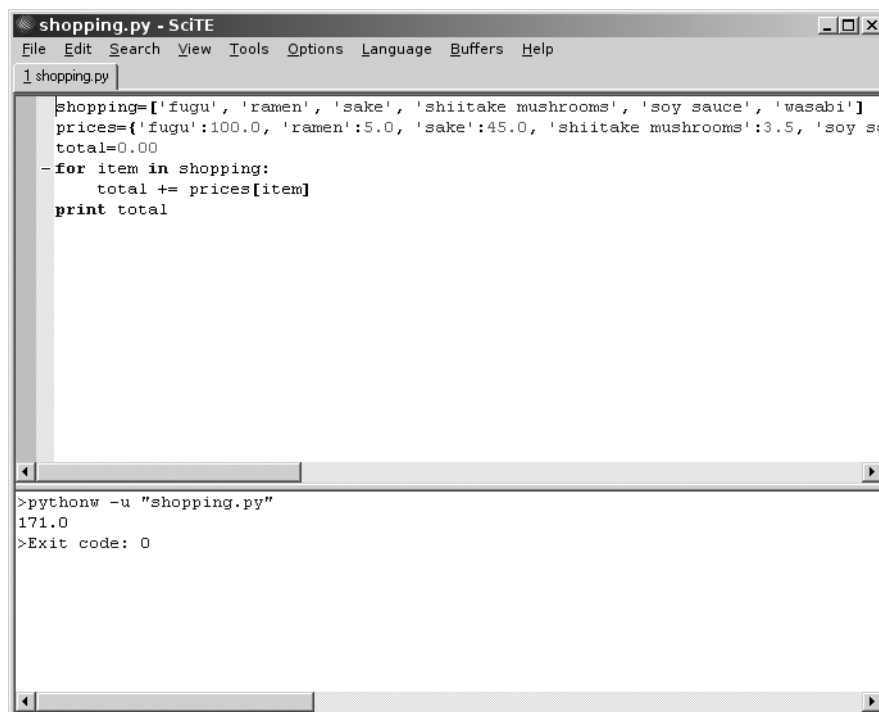 shopping.py - SciTE
File Edit Search View Tools Options Language Buffers Help
1 shopping.py
shopping=['fugu', 'ramen', 'sake', 'shiitake mushrooms', 'soy sauce', 'wasabi']
prices={'fugu':100.0, 'ramen':5.0, 'sake':45.0, 'shiitake mushrooms':3.5, 'soy
total=0.00
for item in shopping:
total += prices[item]
print total
>pythonw -u "shopping.py"
171.0
>Exit code: 0